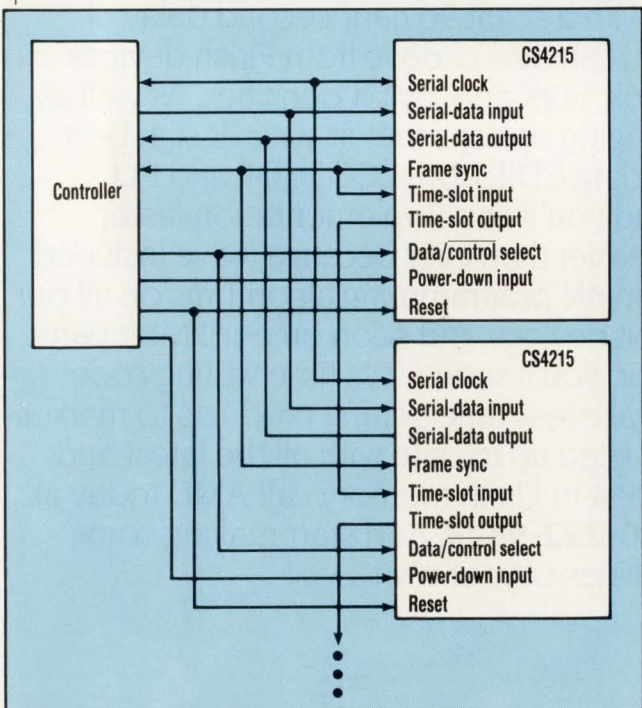 CS4215
Serial clock
Serial-data input
Serial-data output
Frame sync
Time-slot input
Time-slot output
Data/control select
Power-down input
Reset
Controller
CS4215
Serial clock
Serial-data input
Serial-data output
Frame sync
Time-slot input
Time-slot output
Data/control select
Power-down input
Reset